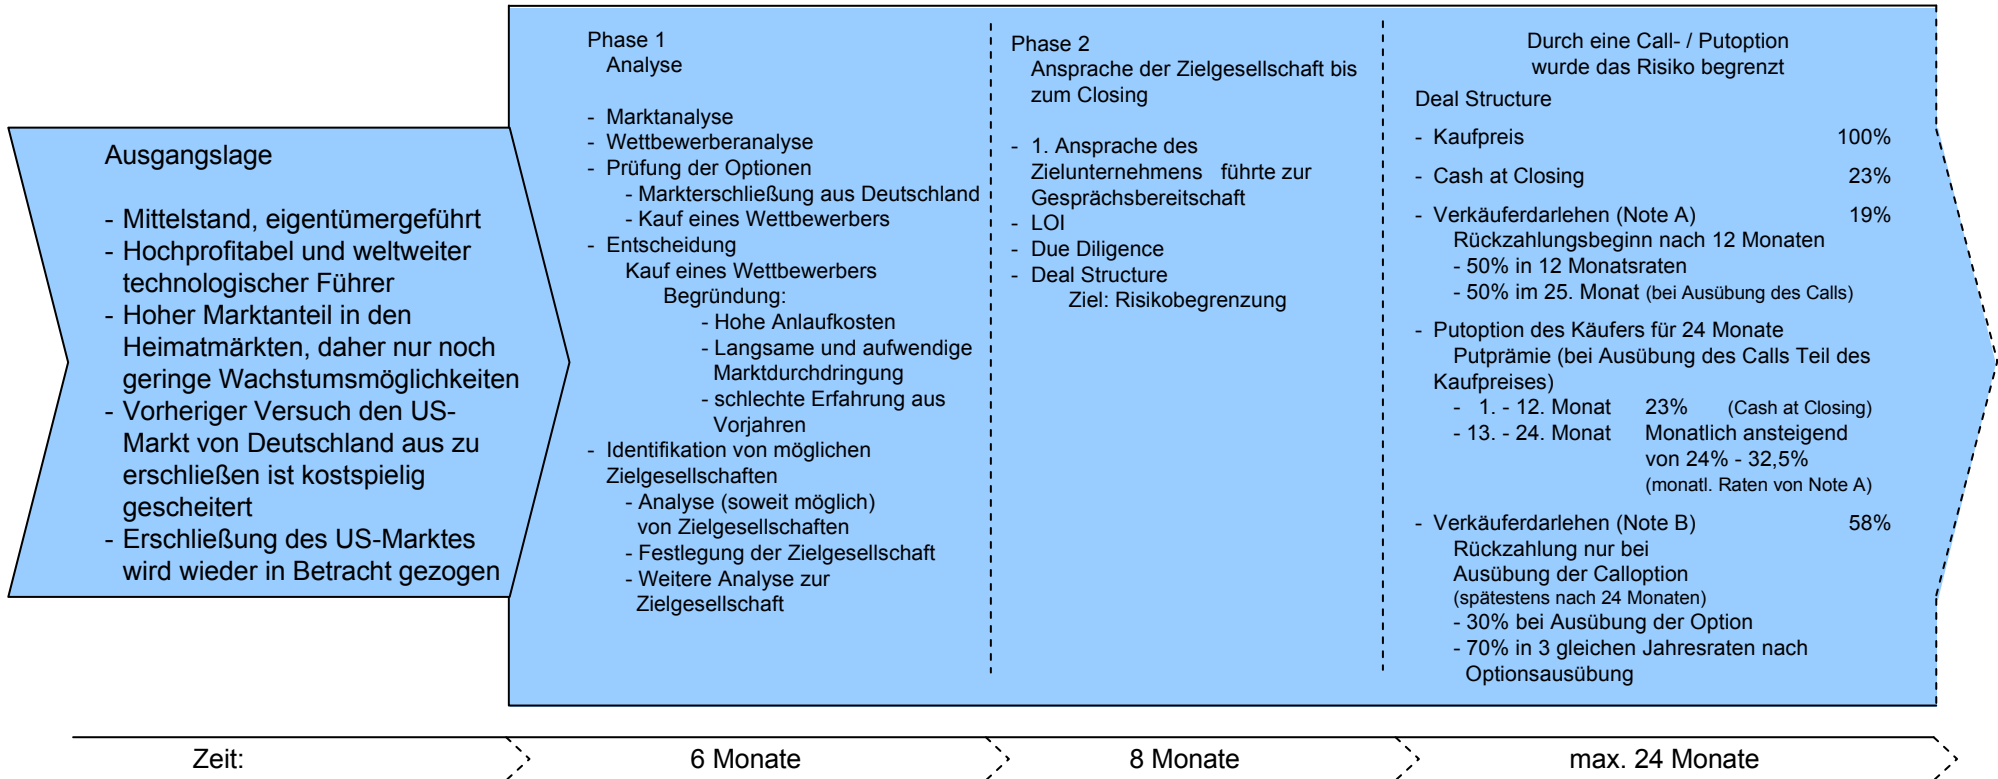 Ausgangslage
- Mittelstand, eigentümergeführt
- Hochprofitabel und weltweiter
technologischer Führer
- Hoher Marktanteil in den
Heimatmärkten, daher nur noch
geringe Wachstumsmöglichkeiten
- Vorheriger Versuch den US-
Markt von Deutschland aus zu
erschließen ist kostspielig
gescheitert
- Erschließung des US-Marktes
wird wieder in Betracht gezogen
Phase 1
Analyse
- Marktanalyse
- Wettbewerberanalyse
- Prüfung der Optionen
- Markterschließung aus Deutschland
- Kauf eines Wettbewerbers
- Entscheidung
Kauf eines Wettbewerbers
Begründung:
- Hohe Anlaufkosten
- Langsame und aufwendige
Marktdurchdringung
- schlechte Erfahrung aus
Vorjahren
- Identifikation von möglichen
Zielgesellschaften
- Analyse (soweit möglich)
von Zielgesellschaften
- Festlegung der Zielgesellschaft
- Weitere Analyse zur
Zielgesellschaft
Phase 2
Ansprache der Zielgesellschaft bis
zum Closing
- 1. Ansprache des
Zielunternehmens führte zur
Gesprächsbereitschaft
- LOI
- Due Diligence
- Deal Structure
Ziel: Risikobegrenzung
Durch eine Call- / Putoption
wurde das Risiko begrenzt
Deal Structure
- Kaufpreis 100%
- Cash at Closing 23%
- Verkäuferdarlehen (Note A) 19%
Rückzahlungsbeginn nach 12 Monaten
- 50% in 12 Monatsraten
- 50% im 25. Monat (bei Ausübung des Calls)
- Putoption des Käufers für 24 Monate
Putprämie (bei Ausübung des Calls Teil des
Kaufpreises)
- 1. - 12. Monat 23% (Cash at Closing)
- 13. - 24. Monat Monatlich ansteigend
von 24% - 32,5%
(monatl. Raten von Note A)
- Verkäuferdarlehen (Note B) 58%
Rückzahlung nur bei
Ausübung der Calloption
(spätestens nach 24 Monaten)
- 30% bei Ausübung der Option
- 70% in 3 gleichen Jahresraten nach
Optionsausübung
Zeit: 6 Monate 8 Monate max. 24 Monate